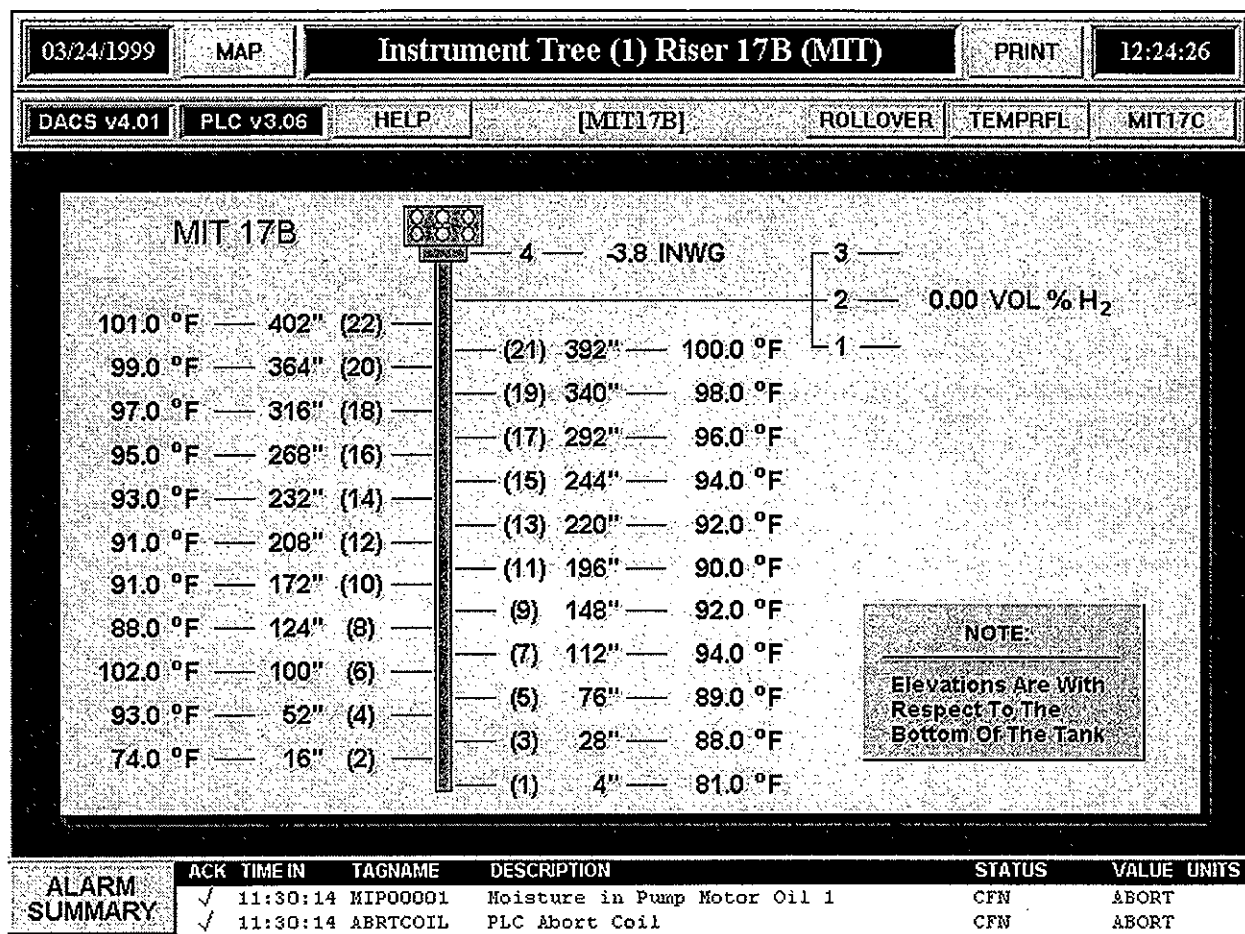 03/24/1999 MAP Instrument Tree (1) Riser 17B (MIT) PRINT 12:24:26
DACS v4.01 PLC v3.06 HELP [MIT17B] ROLLOVER TEMPRFL MIT17C
MIT 17B
4 -3.8 INWG 3
2 0.00 VOL % H2
101.0 °F 402" (22)
(21) 392" 100.0 °F 1
99.0 °F 364" (20)
(19) 340" 98.0 °F
97.0 °F 316" (18)
(17) 292" 96.0 °F
95.0 °F 268" (16)
(15) 244" 94.0 °F
93.0 °F 232" (14)
(13) 220" 92.0 °F
91.0 °F 208" (12)
(11) 196" 90.0 °F
91.0 °F 172" (10)
(9) 148" 92.0 °F
88.0 °F 124" (8)
(7) 112" 94.0 °F
102.0 °F 100" (6)
(5) 76" 89.0 °F
93.0 °F 52" (4)
(3) 28" 88.0 °F
74.0 °F 16" (2)
(1) 4" 81.0 °F
NOTE:
Elevations Are With
Respect To The
Bottom Of The Tank
ALARM
SUMMARY
ACK TIME IN TAGNAME DESCRIPTION STATUS VALUE UNITS
√ 11:30:14 MIP00001 Moisture in Pump Motor Oil 1 CFN ABORT
√ 11:30:14 ABRTCOIL PLC Abort Coil CFN ABORT